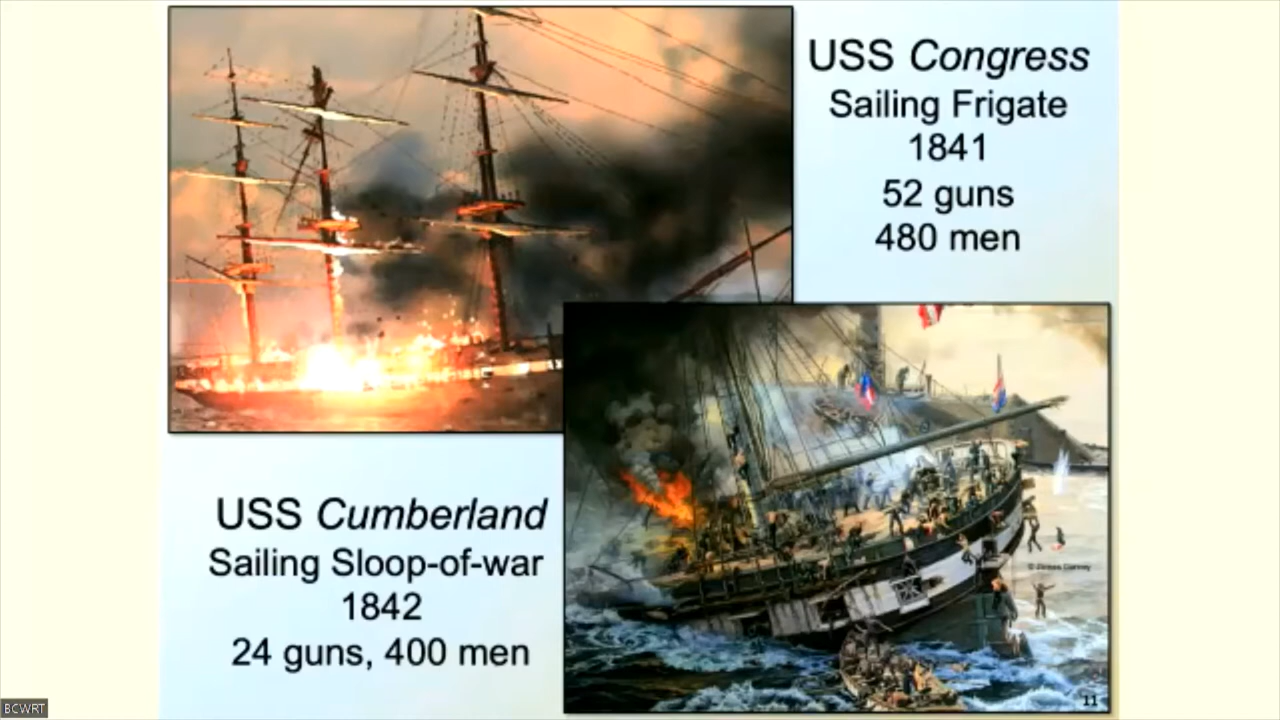 USS Congress
Sailing Frigate
1841
52 guns
480 men
USS Cumberland
Sailing Sloop-of-war
1842
24 guns, 400 men
© James Gurney
11
BCWRT